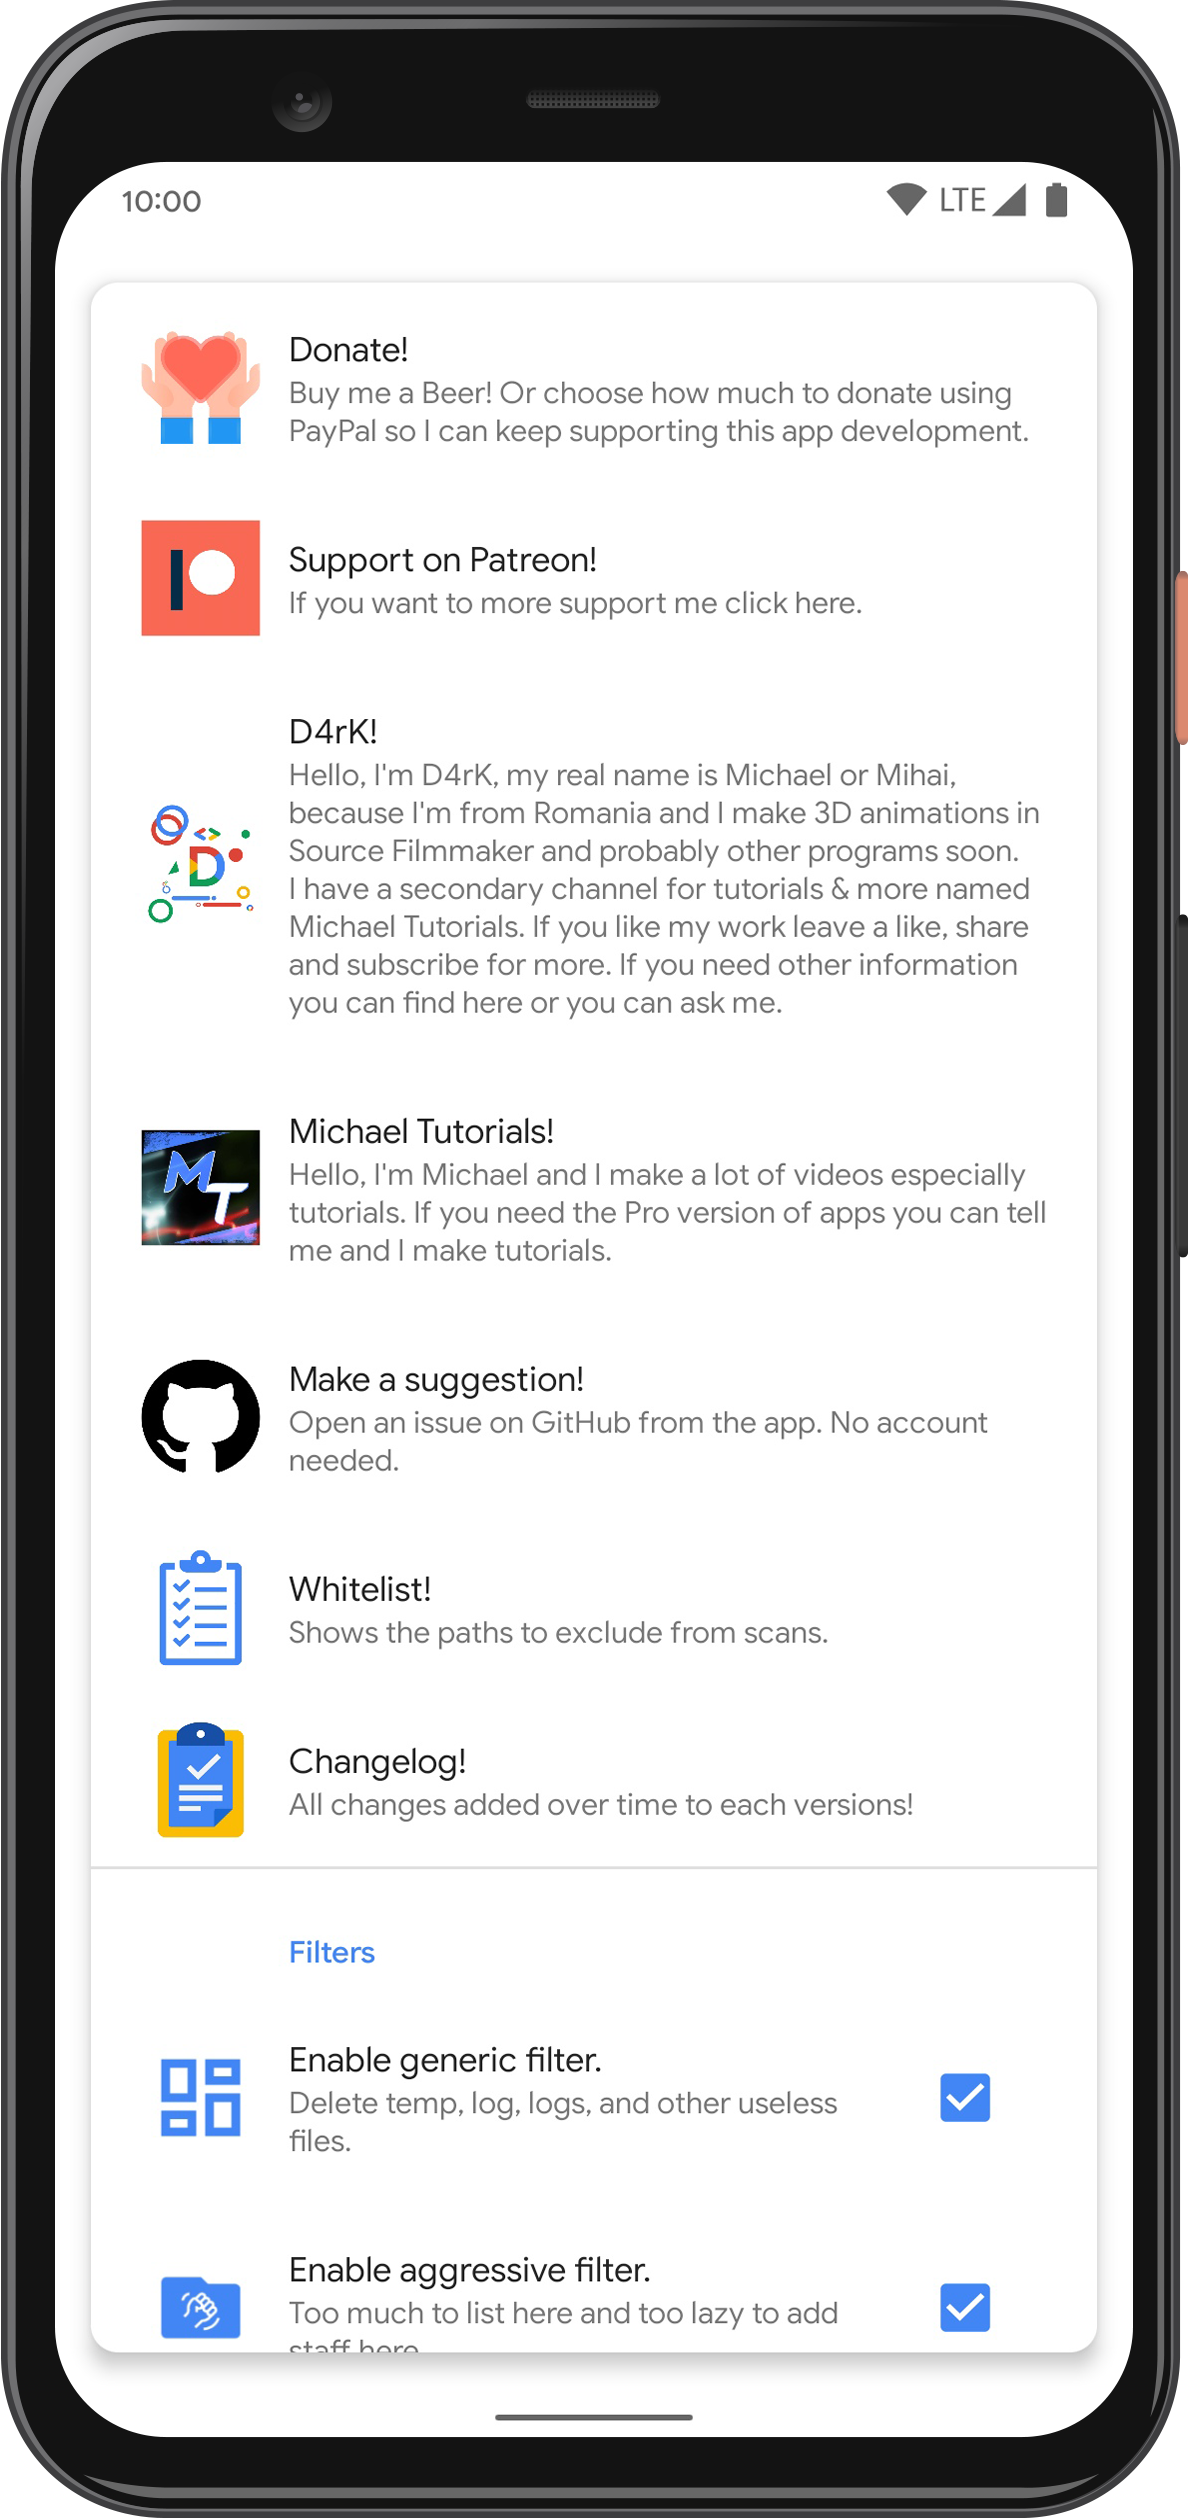 10:00
LTE
Donate!
Buy me a Beer! Or choose how much to donate using
PayPal so I can keep supporting this app development.
Support on Patreon!
If you want to more support me click here.
D4rK!
Hello, I'm D4rK, my real name is Michael or Mihai,
because I'm from Romania and I make 3D animations in
Source Filmmaker and probably other programs soon.
I have a secondary channel for tutorials & more named
Michael Tutorials. If you like my work leave a like, share
and subscribe for more. If you need other information
you can find here or you can ask me.
D
Michael Tutorials!
Hello, I'm Michael and I make a lot of videos especially
tutorials. If you need the Pro version of apps you can tell
me and I make tutorials.
MT
Make a suggestion!
Open an issue on GitHub from the app. No account
needed.
Whitelist!
Shows the paths to exclude from scans.
Changelog!
All changes added over time to each versions!
Filters
Enable generic filter.
Delete temp, log, logs, and other useless
files.
Enable aggressive filter.
Too much to list here and too lazy to add
staff here